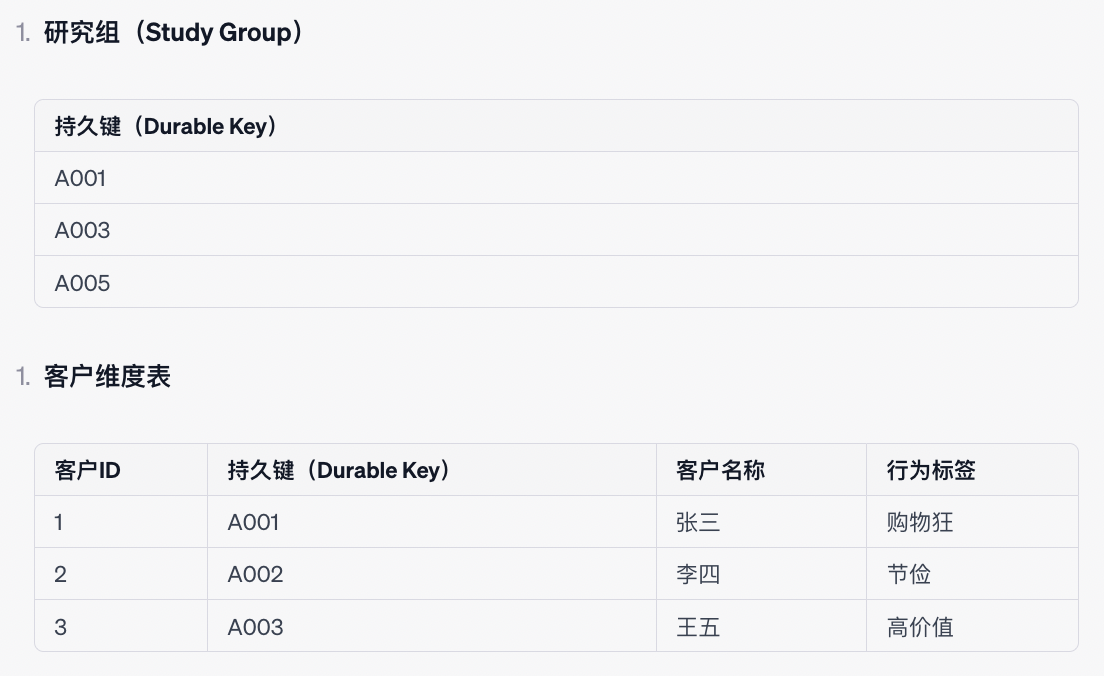 1. 研究组（Study Group）
持久键（Durable Key）
A001
A003
A005
1. 客户维度表
客户ID 持久键（Durable Key） 客户名称 行为标签
1 A001 张三 购物狂
2 A002 李四 节俭
3 A003 王五 高价值